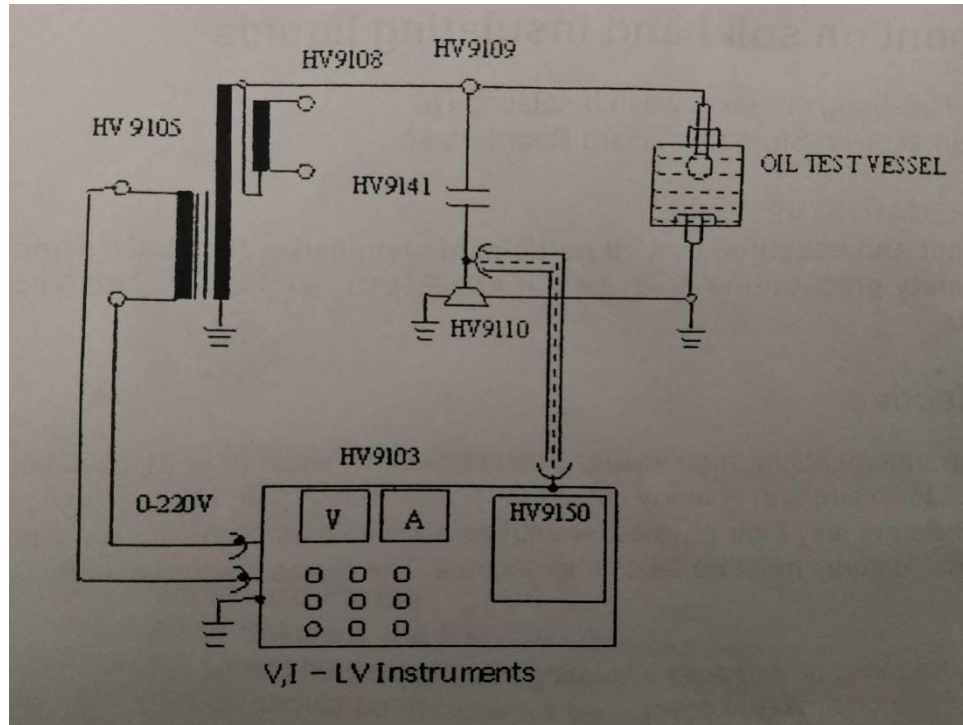 HV9108
HV9109
HV 9105
HV9141
OIL TEST VESSEL
HV9110
HV9103
0-220V
V
A
HV9150
V,I – LV Instruments